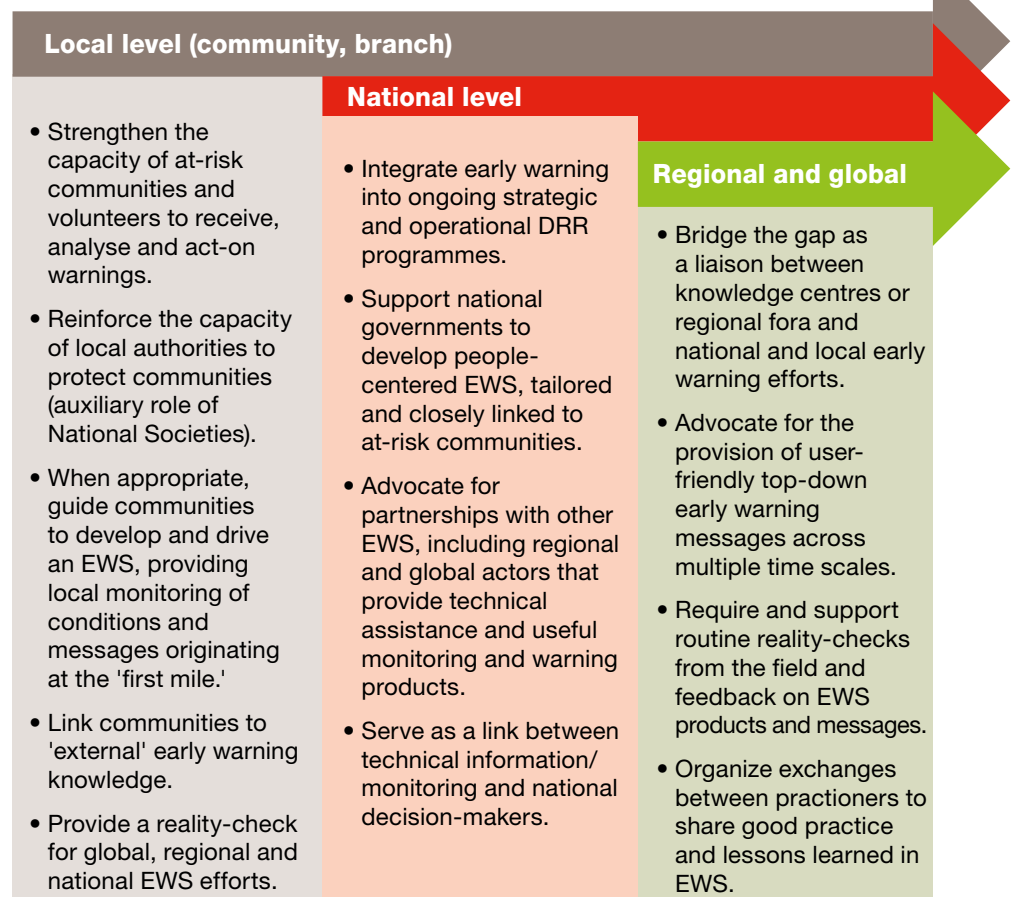 Local level (community, branch)
• Strengthen the
capacity of at-risk
communities and
volunteers to receive,
analyse and act-on
warnings.
• Reinforce the capacity
of local authorities to
protect communities
(auxiliary role of
National Societies).
• When appropriate,
guide communities
to develop and drive
an EWS, providing
local monitoring of
conditions and
messages originating
at the 'first mile.'
• Link communities to
'external' early warning
knowledge.
• Provide a reality-check
for global, regional and
national EWS efforts.
National level
• Integrate early warning
into ongoing strategic
and operational DRR
programmes.
• Support national
governments to
develop people-
centered EWS, tailored
and closely linked to
at-risk communities.
• Advocate for
partnerships with other
EWS, including regional
and global actors that
provide technical
assistance and useful
monitoring and warning
products.
• Serve as a link between
technical information/
monitoring and national
decision-makers.
Regional and global
• Bridge the gap as
a liaison between
knowledge centres or
regional fora and
national and local early
warning efforts.
• Advocate for the
provision of user-
friendly top-down
early warning
messages across
multiple time scales.
• Require and support
routine reality-checks
from the field and
feedback on EWS
products and messages.
• Organize exchanges
between practioners to
share good practice
and lessons learned in
EWS.